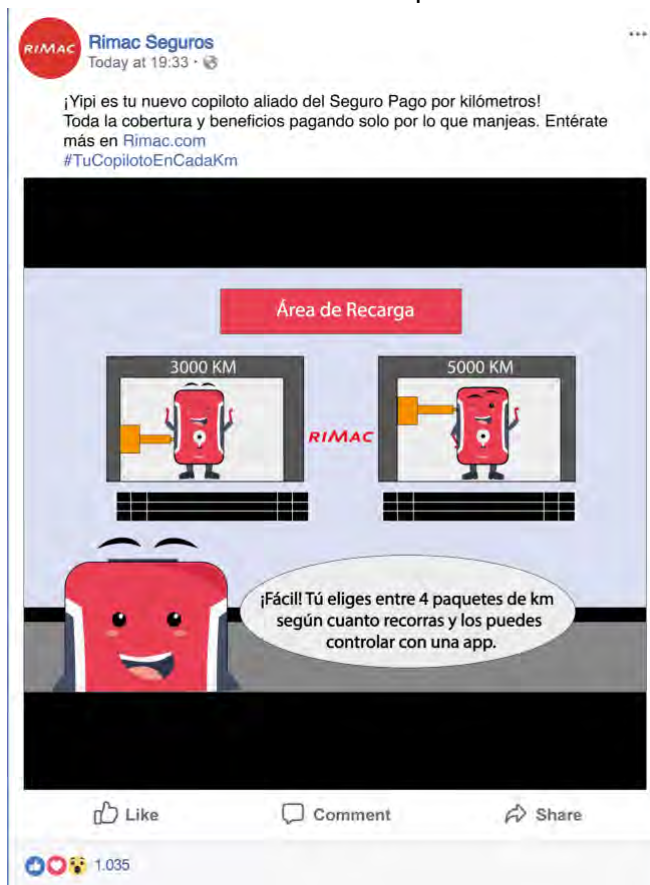 RIMAC
Rimac Seguros
Today at 19:33 ·
¡Yipi es tu nuevo copiloto aliado del Seguro Pago por kilómetros!
Toda la cobertura y beneficios pagando solo por lo que manjeas. Entérate
más en Rimac.com
#TuCopilotoEnCadaKm
Área de Recarga
3000 KM
5000 KM
RIMAC
¡Fácil! Tú eliges entre 4 paquetes de km
según cuanto recorras y los puedes
controlar con una app.
Like Comment Share
1.035